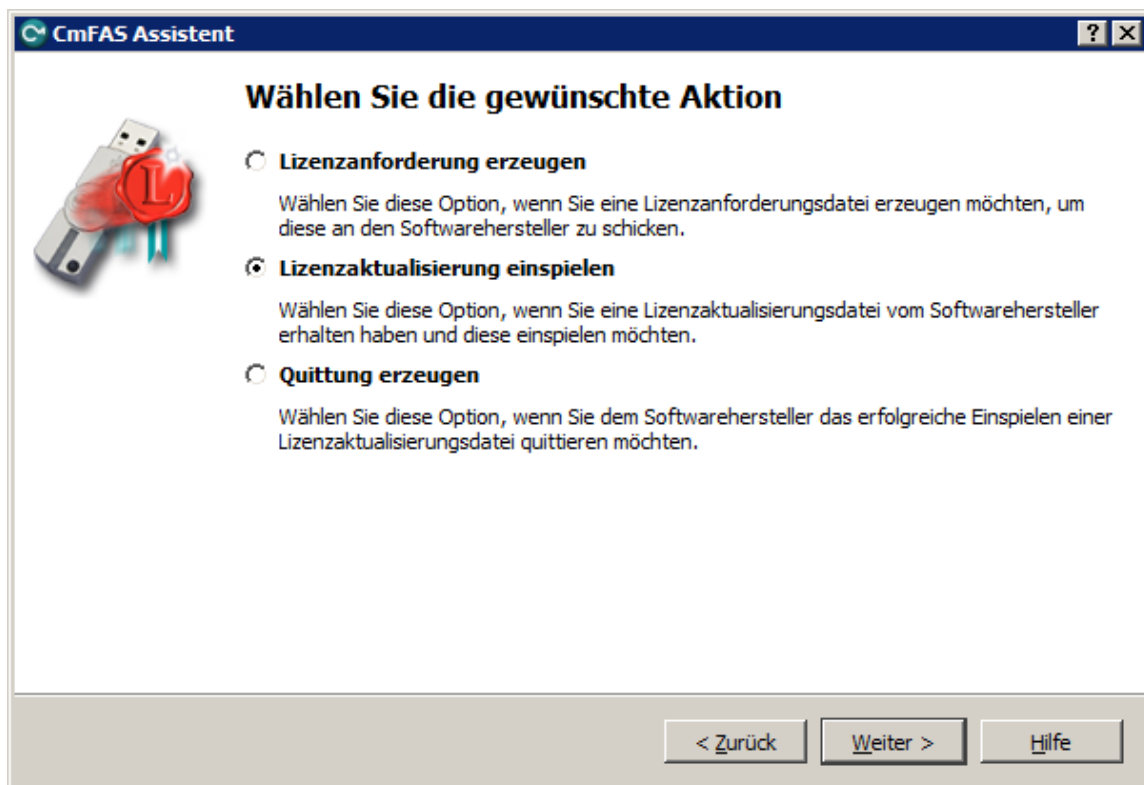 CmFAS Assistent
Wählen Sie die gewünschte Aktion
Lizenzanforderung erzeugen
Wählen Sie diese Option, wenn Sie eine Lizenzanforderungsdatei erzeugen möchten, um
diese an den Softwarehersteller zu schicken.
Lizenzaktualisierung einspielen
Wählen Sie diese Option, wenn Sie eine Lizenzaktualisierungsdatei vom Softwarehersteller
erhalten haben und diese einspielen möchten.
Quittung erzeugen
Wählen Sie diese Option, wenn Sie dem Softwarehersteller das erfolgreiche Einspielen einer
Lizenzaktualisierungsdatei quittieren möchten.
L
< Zurück
Weiter >
Hilfe